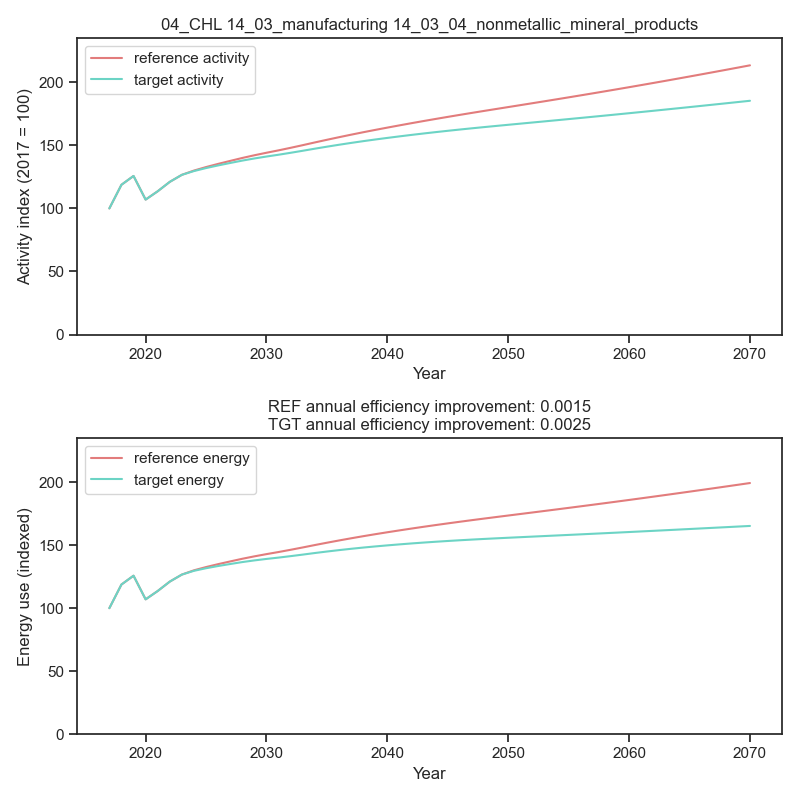 04_CHL 14_03_manufacturing 14_03_04_nonmetallic_mineral_products
reference activity
target activity
Activity index (2017 = 100)
200
150
100
50
0
2020 2030 2040 2050 2060 2070
Year
REF annual efficiency improvement: 0.0015
TGT annual efficiency improvement: 0.0025
reference energy
target energy
Energy use (indexed)
200
150
100
50
0
2020 2030 2040 2050 2060 2070
Year